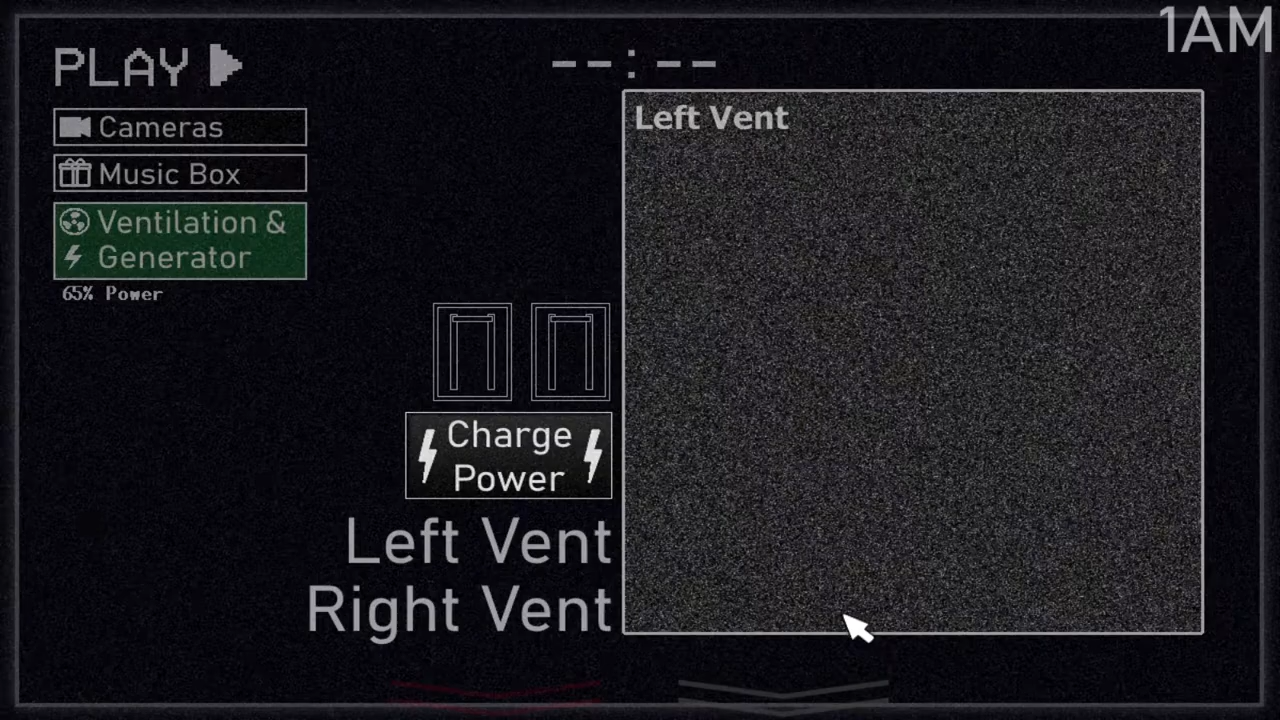 1AM
PLAY
--:--
Cameras
Music Box
Ventilation &
Generator
65% Power
Left Vent
Charge
Power
Left Vent
Right Vent